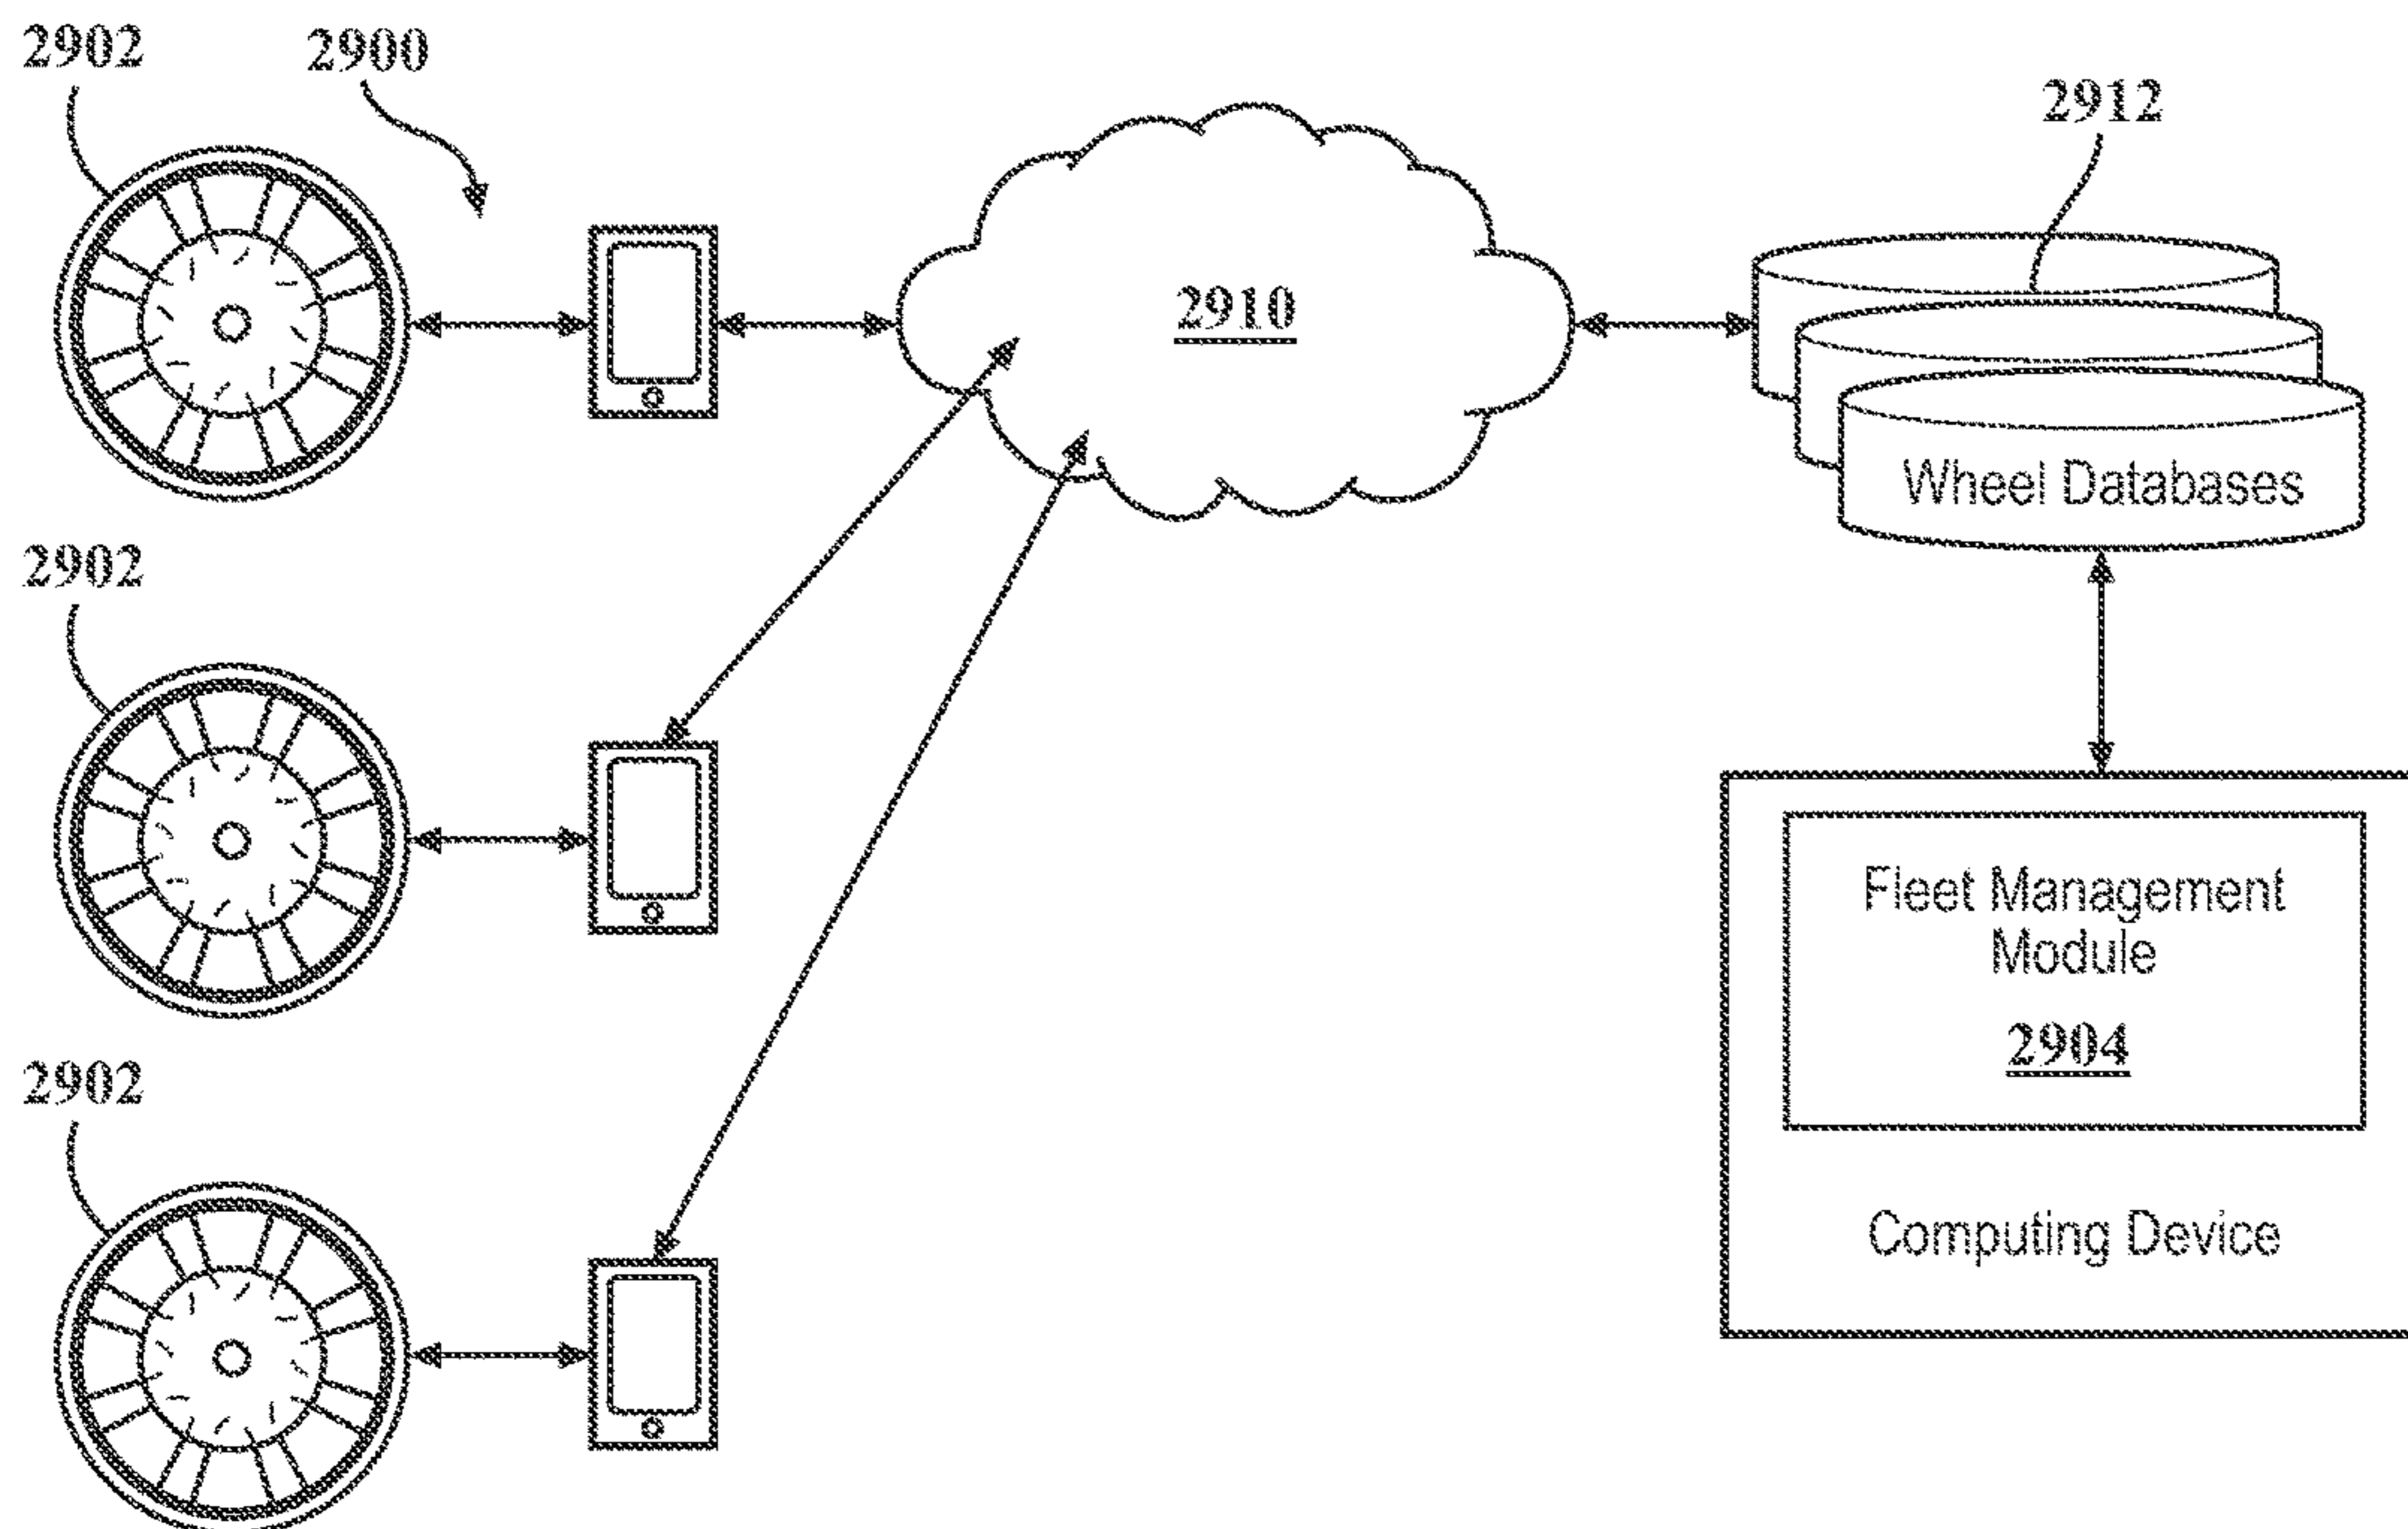 2902
2900
2912
2910
Wheel Databases
2902
Fleet Management
Module
2904
2902
Computing Device